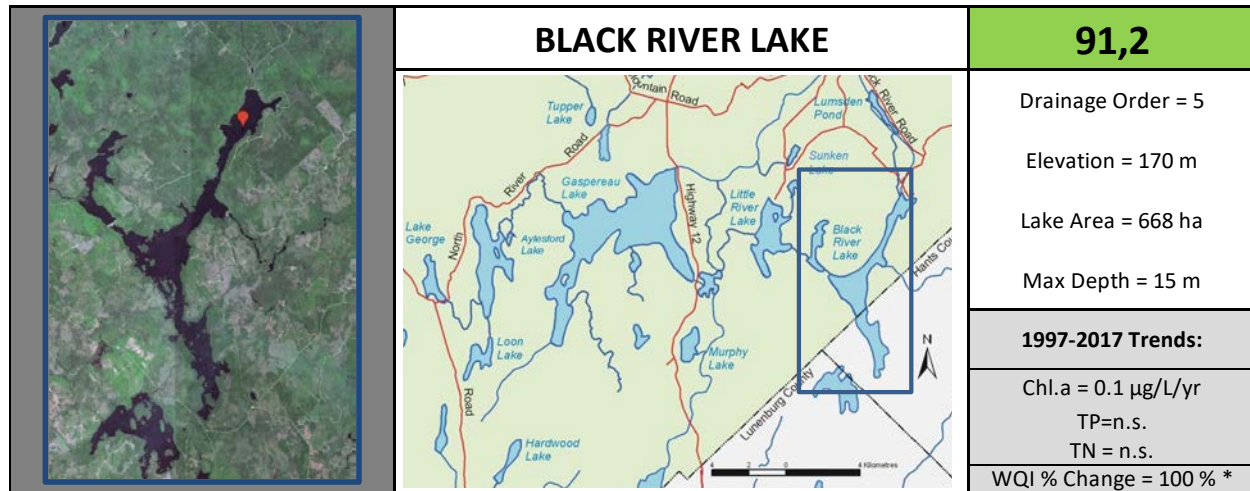 BLACK RIVER LAKE
91,2
Mountain Road
Black River Road
Tupper
Lake
Lumsden
Pond
Sunken
Lake
River
Road
Gaspereau
Lake
Highway 12
Little
River
Lake
Lake
George
North
Aylesford
Lake
Black
River
Lake
Hants Co
Loon
Lake
Murphy
Lake
N
Road
Lunenburg County
Hardwood
Lake
4 2 0 4 Kilometres
Drainage Order = 5
Elevation = 170 m
Lake Area = 668 ha
Max Depth = 15 m
1997-2017 Trends:
Chl.a = 0.1 µg/L/yr
TP=n.s.
TN = n.s.
WQI % Change = 100 % *